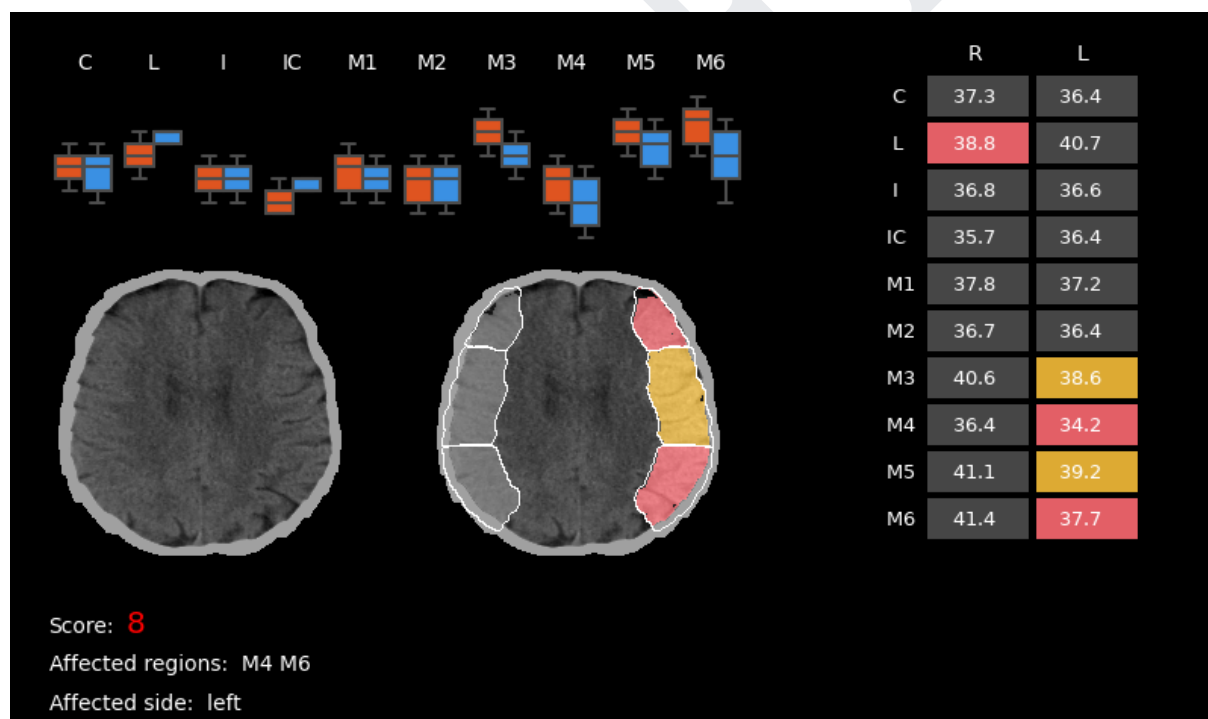 C L I IC M1 M2 M3 M4 M5 M6
R L
C 37.3 36.4
L 38.8 40.7
I 36.8 36.6
IC 35.7 36.4
M1 37.8 37.2
M2 36.7 36.4
M3 40.6 38.6
M4 36.4 34.2
M5 41.1 39.2
M6 41.4 37.7
Score: 8
Affected regions: M4 M6
Affected side: left